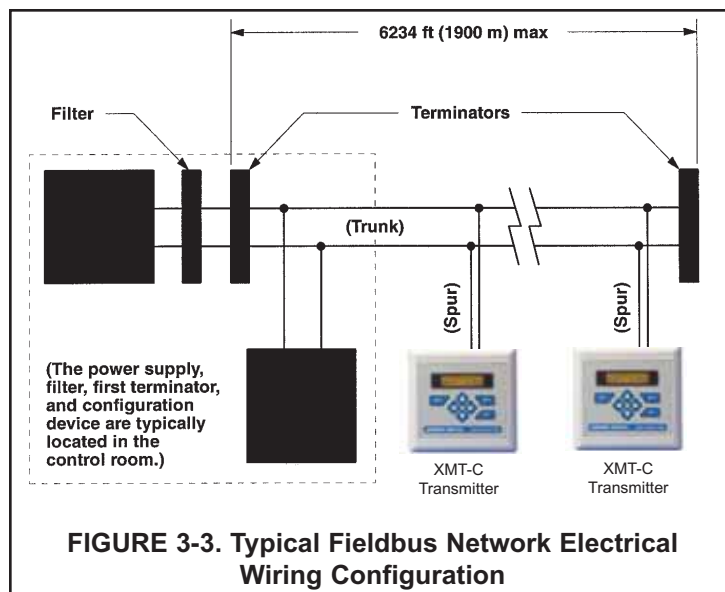 6234 ft (1900 m) max
Filter
Terminators
(Trunk)
(Spur)
(Spur)
(The power supply,
filter, first terminator,
and configuration
device are typically
located in the
control room.)
XMT-C
Transmitter
XMT-C
Transmitter
FIGURE 3-3. Typical Fieldbus Network Electrical
Wiring Configuration